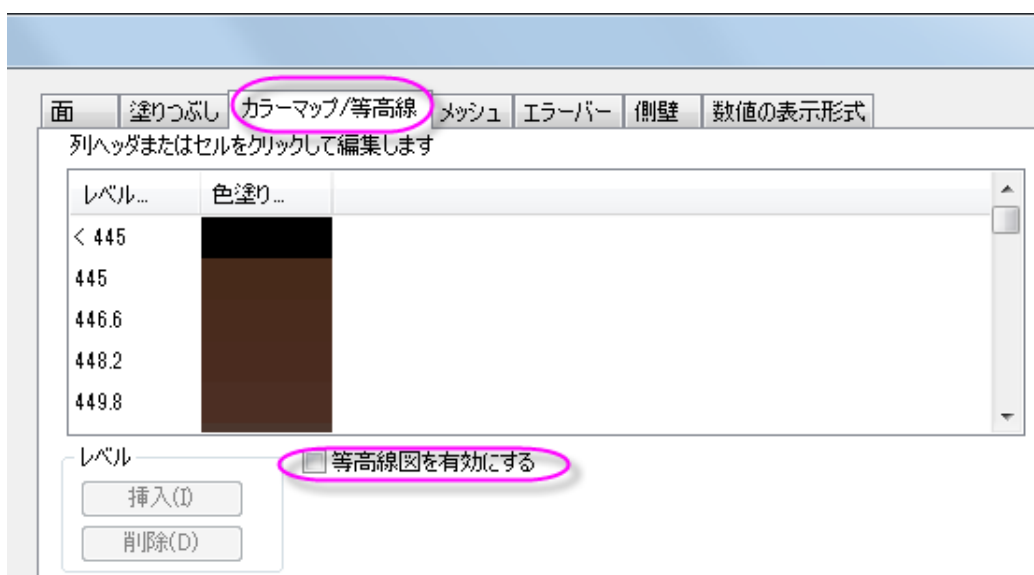 面 塗りつぶし カラーマップ/等高線 メッシュ エラーバー 側壁 数値の表示形式
列ヘッダまたはセルをクリックして編集します
レベル... 色塗り...
< 445
445
446.6
448.2
449.8
レベル
等高線図を有効にする
挿入(I)
削除(D)